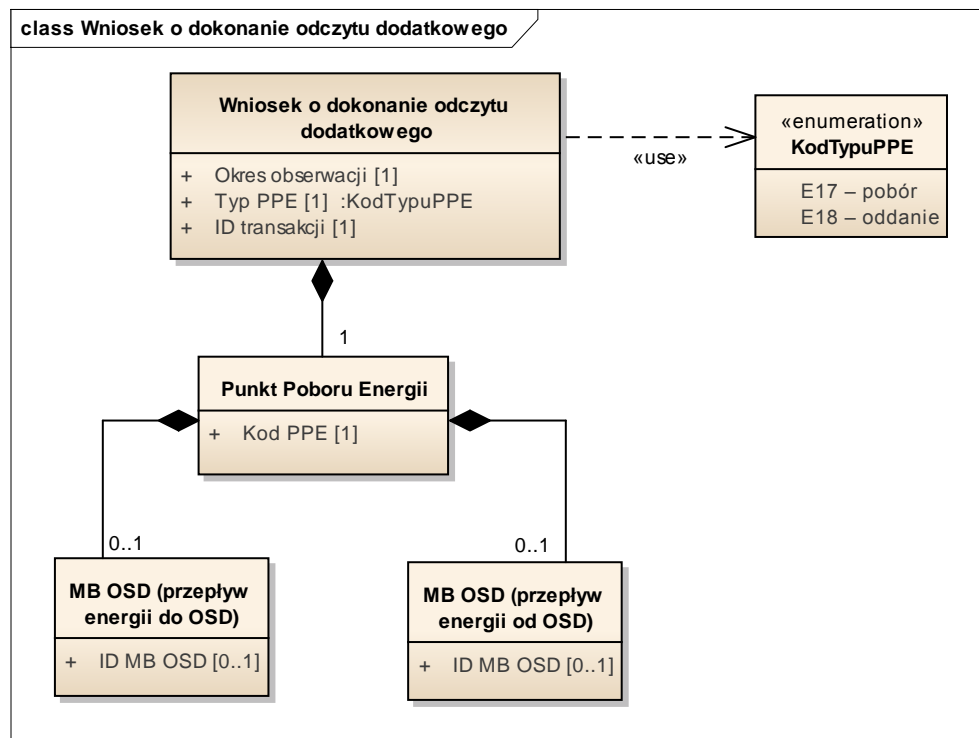 class Wniosek o dokonanie odczytu dodatkowego
Wniosek o dokonanie odczytu
dodatkowego
+ Okres obserwacji [1]
+ Typ PPE [1] :KodTypuPPE
+ ID transakcji [1]
«use»
«enumeration»
KodTypuPPE
E17 – pobór
E18 – oddanie
1
Punkt Poboru Energii
+ Kod PPE [1]
0..1
0..1
MB OSD (przepływ
energii do OSD)
+ ID MB OSD [0..1]
MB OSD (przepływ
energii od OSD)
+ ID MB OSD [0..1]